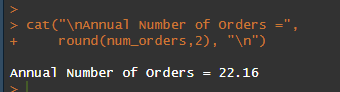 >
> cat("\nAnnual Number of Orders =",
+     round(num_orders,2), "\n")

Annual Number of Orders = 22.16
>